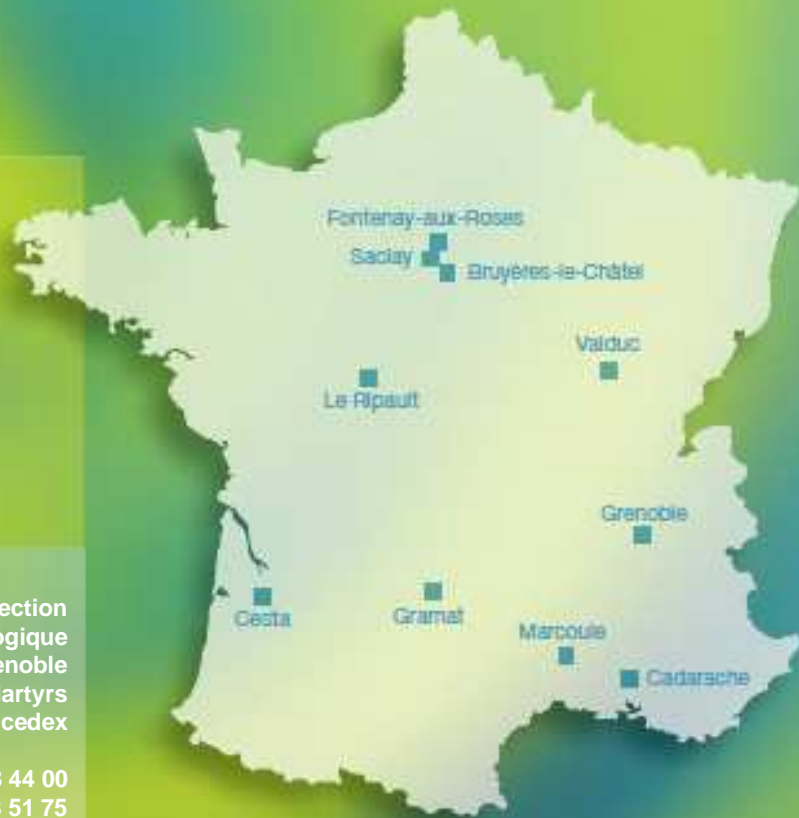 Fontenay-aux-Roses
Saclay
Bruyères-le-Châtel
Valduc
Le Ripault
Grenoble
Cesta
Gramat
Marcoule
Cadarache
ection
ogique
enoble
artyrs
cedex
44 00
51 75